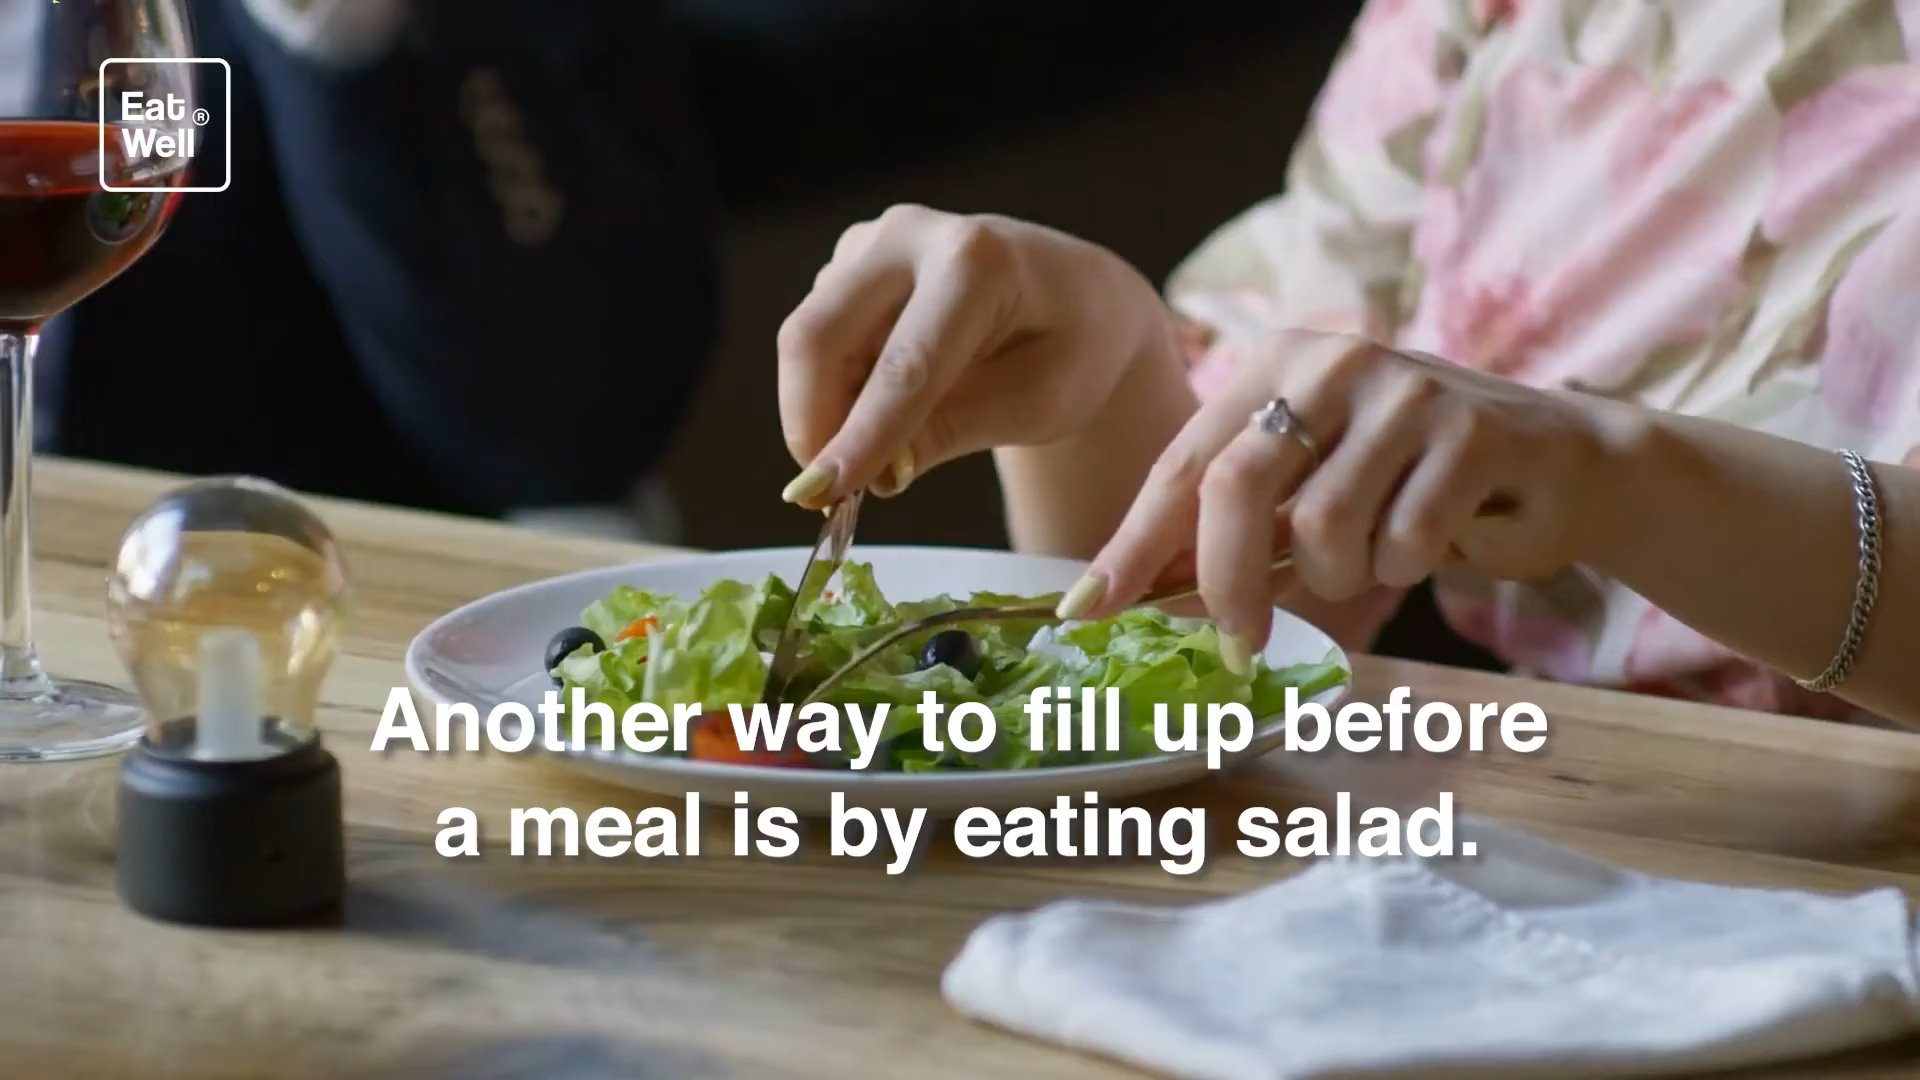 Eat
Well ®
Another way to fill up before
a meal is by eating salad.